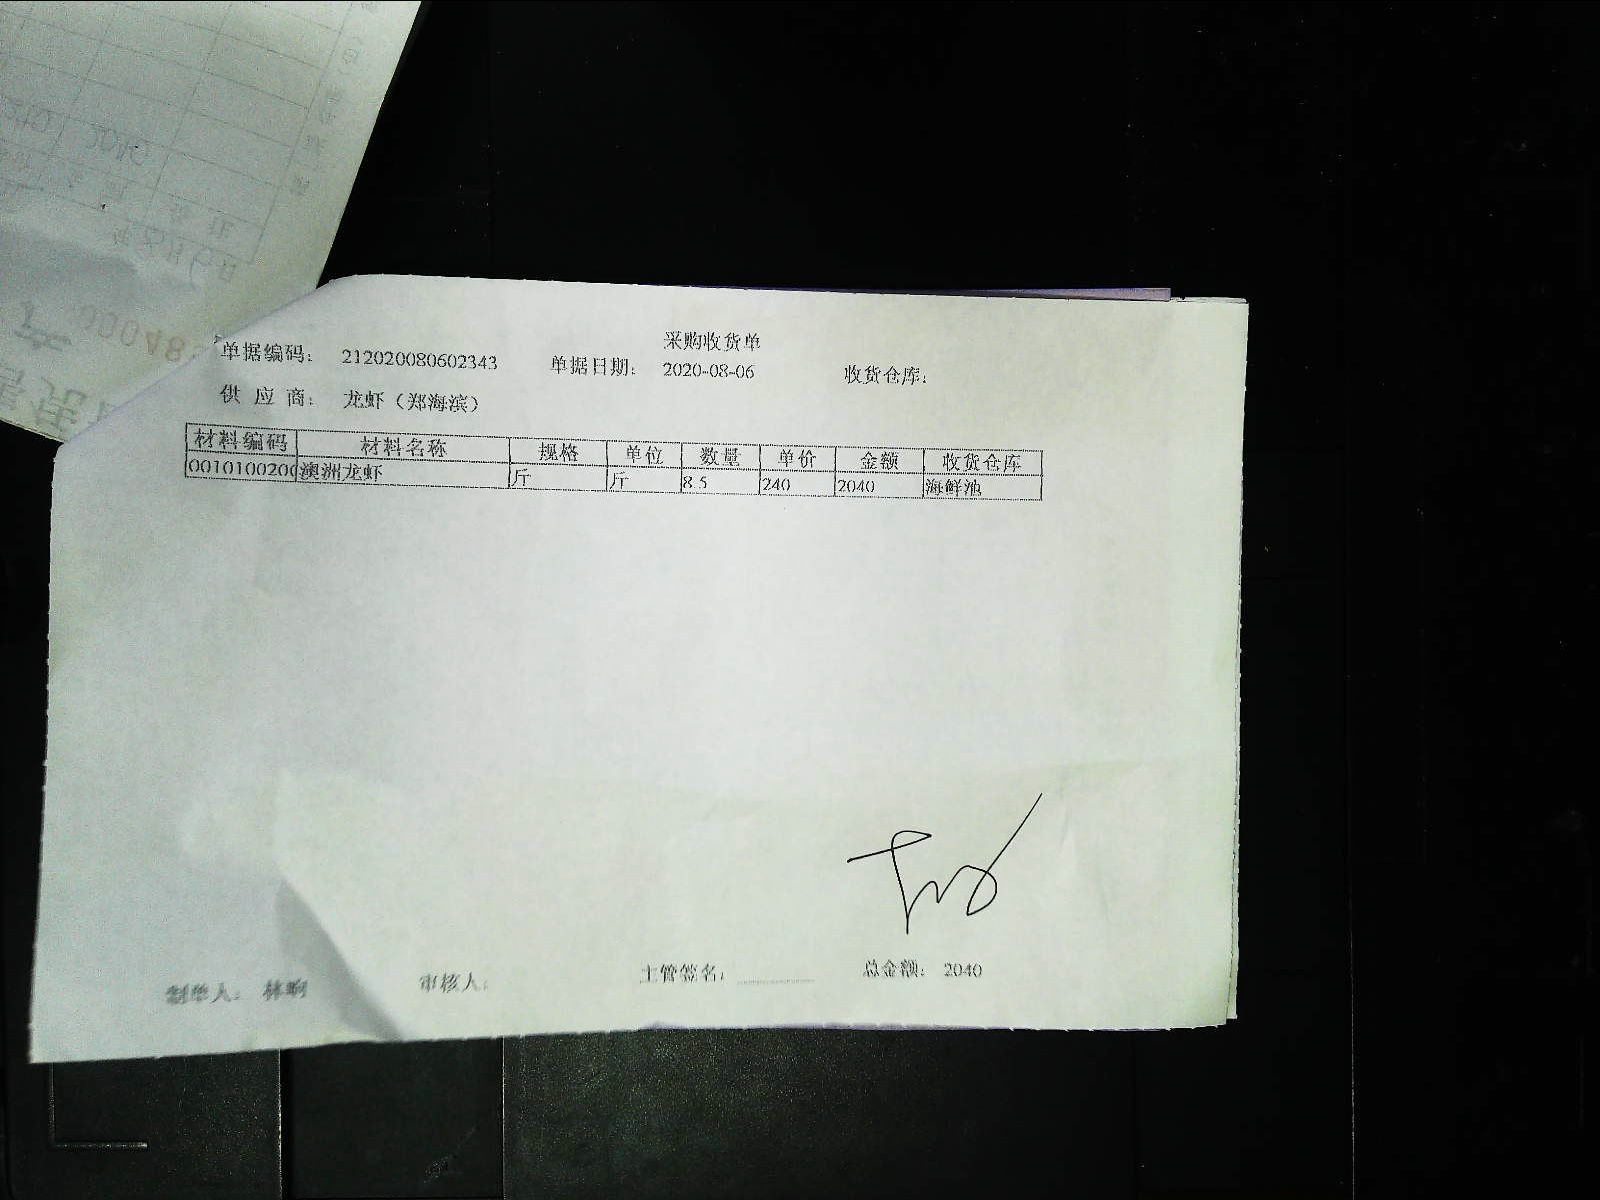 采购收货单
单据编码: 212020080602343 单据日期: 2020-08-06 收货仓库:
供 应 商: 龙虾（郑海滨）
材料编码 材料名称 规格 单位 数量 单价 金额 收货仓库
0010100200 澳洲龙虾 斤 斤 8.5 240 2040 海鲜池
制单人: 林晌 审核人: 主管签名: 总金额: 2040